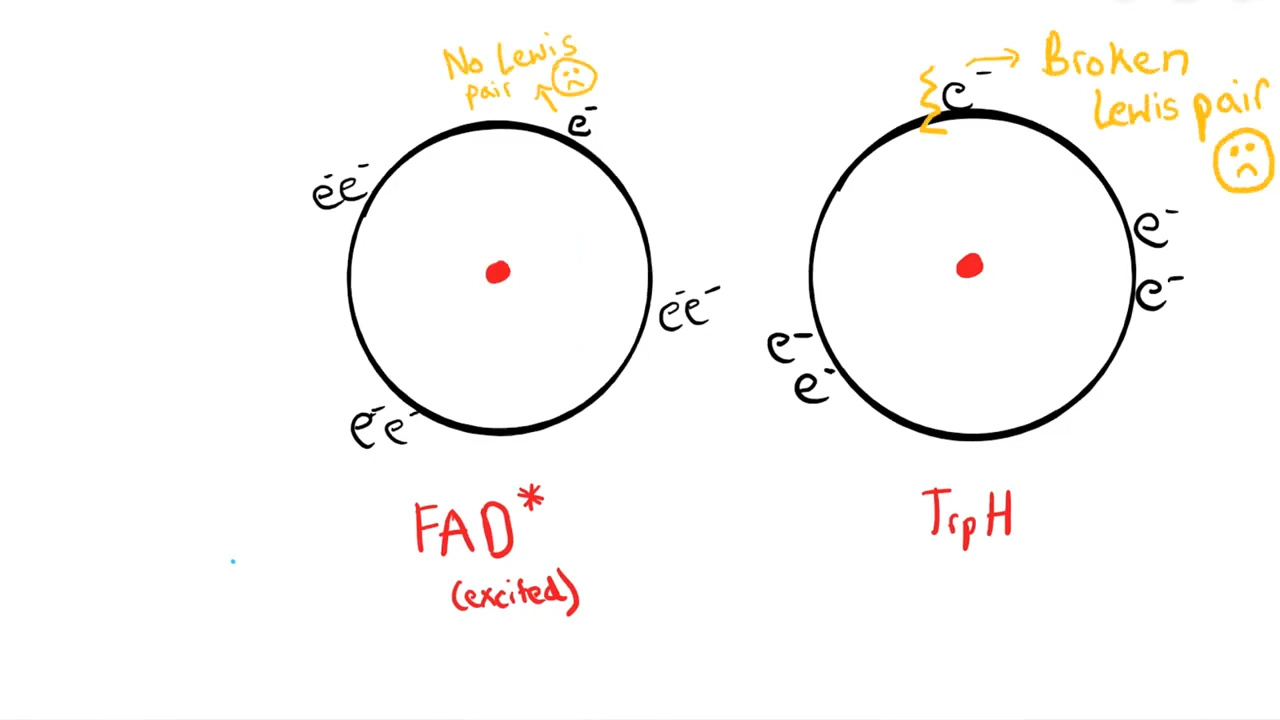 No Lewis
pair
e⁻
e⁻e⁻
e⁻e⁻
e⁻e⁻
FAD*
(excited)
e⁻ → Broken
Lewis pair
e⁻
e⁻
e⁻
e⁻
TrpH